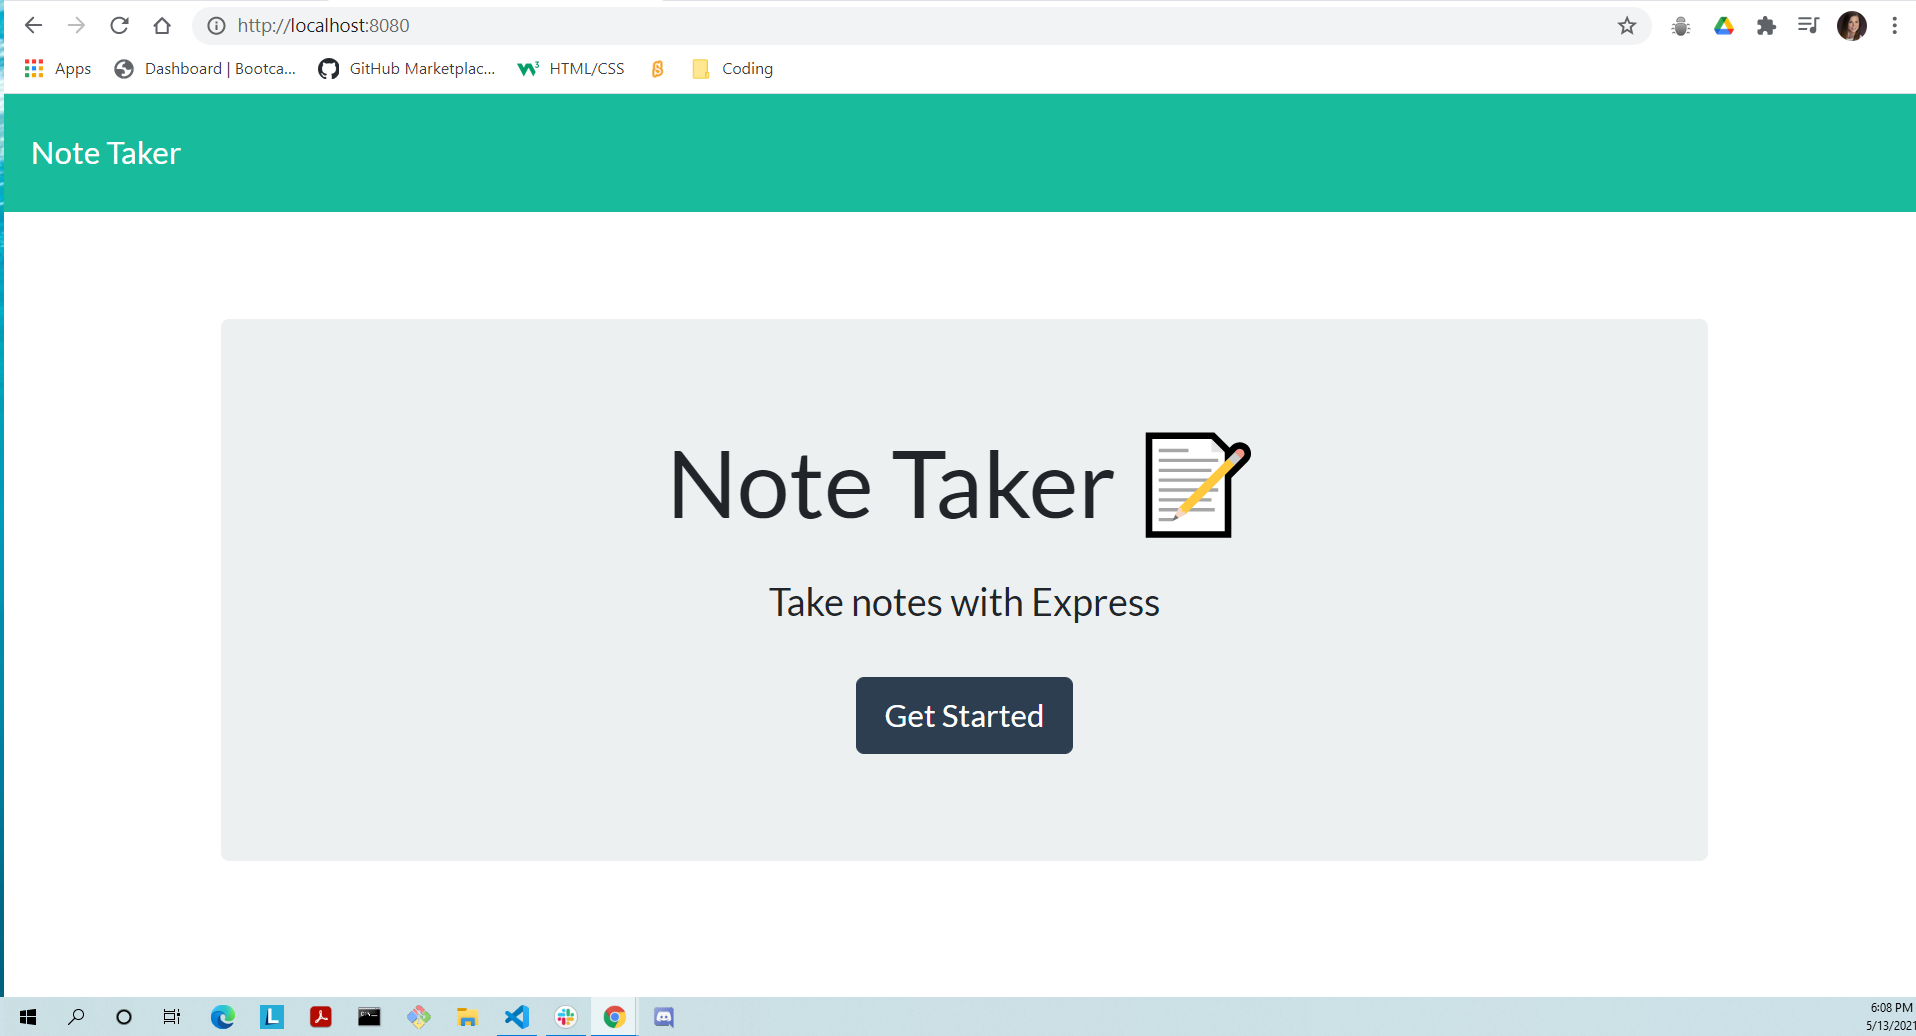 http://localhost:8080
Apps
Dashboard | Bootca...
GitHub Marketplac...
HTML/CSS
Coding
Note Taker
Note Taker
Take notes with Express
Get Started
6:08 PM
5/13/2021